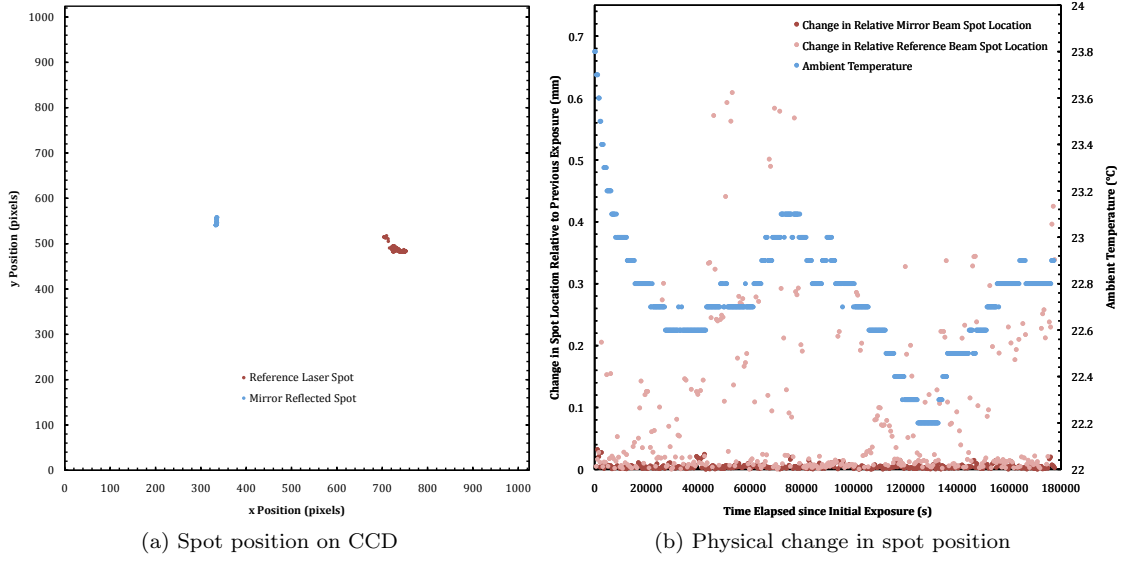 1000
900
800
700
600
500
400
300
200
100
0
y Position (pixels)
Reference Laser Spot
Mirror Reflected Spot
0 100 200 300 400 500 600 700 800 900 1000
x Position (pixels)
(a) Spot position on CCD
0.7
0.6
0.5
0.4
0.3
0.2
0.1
0
Change in Spot Location Relative to Previous Exposure (mm)
Change in Relative Mirror Beam Spot Location
Change in Relative Reference Beam Spot Location
Ambient Temperature
24
23.8
23.6
23.4
23.2
23
22.8
22.6
22.4
22.2
22
Ambient Temperature (°C)
0 20000 40000 60000 80000 100000 120000 140000 160000 180000
Time Elapsed since Initial Exposure (s)
(b) Physical change in spot position